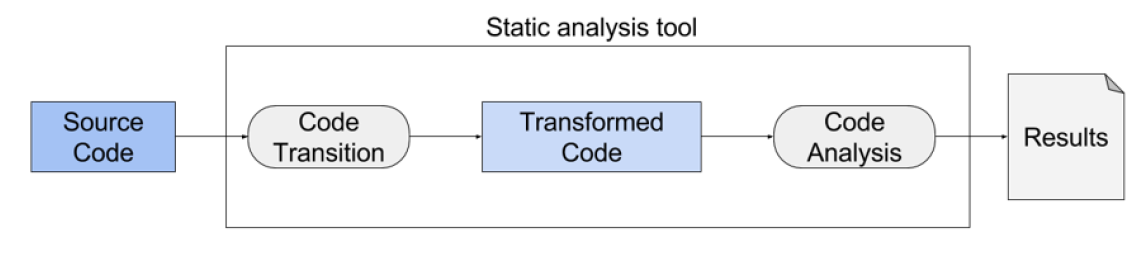 Static analysis tool
Source
Code
Code
Transition
Transformed
Code
Code
Analysis
Results